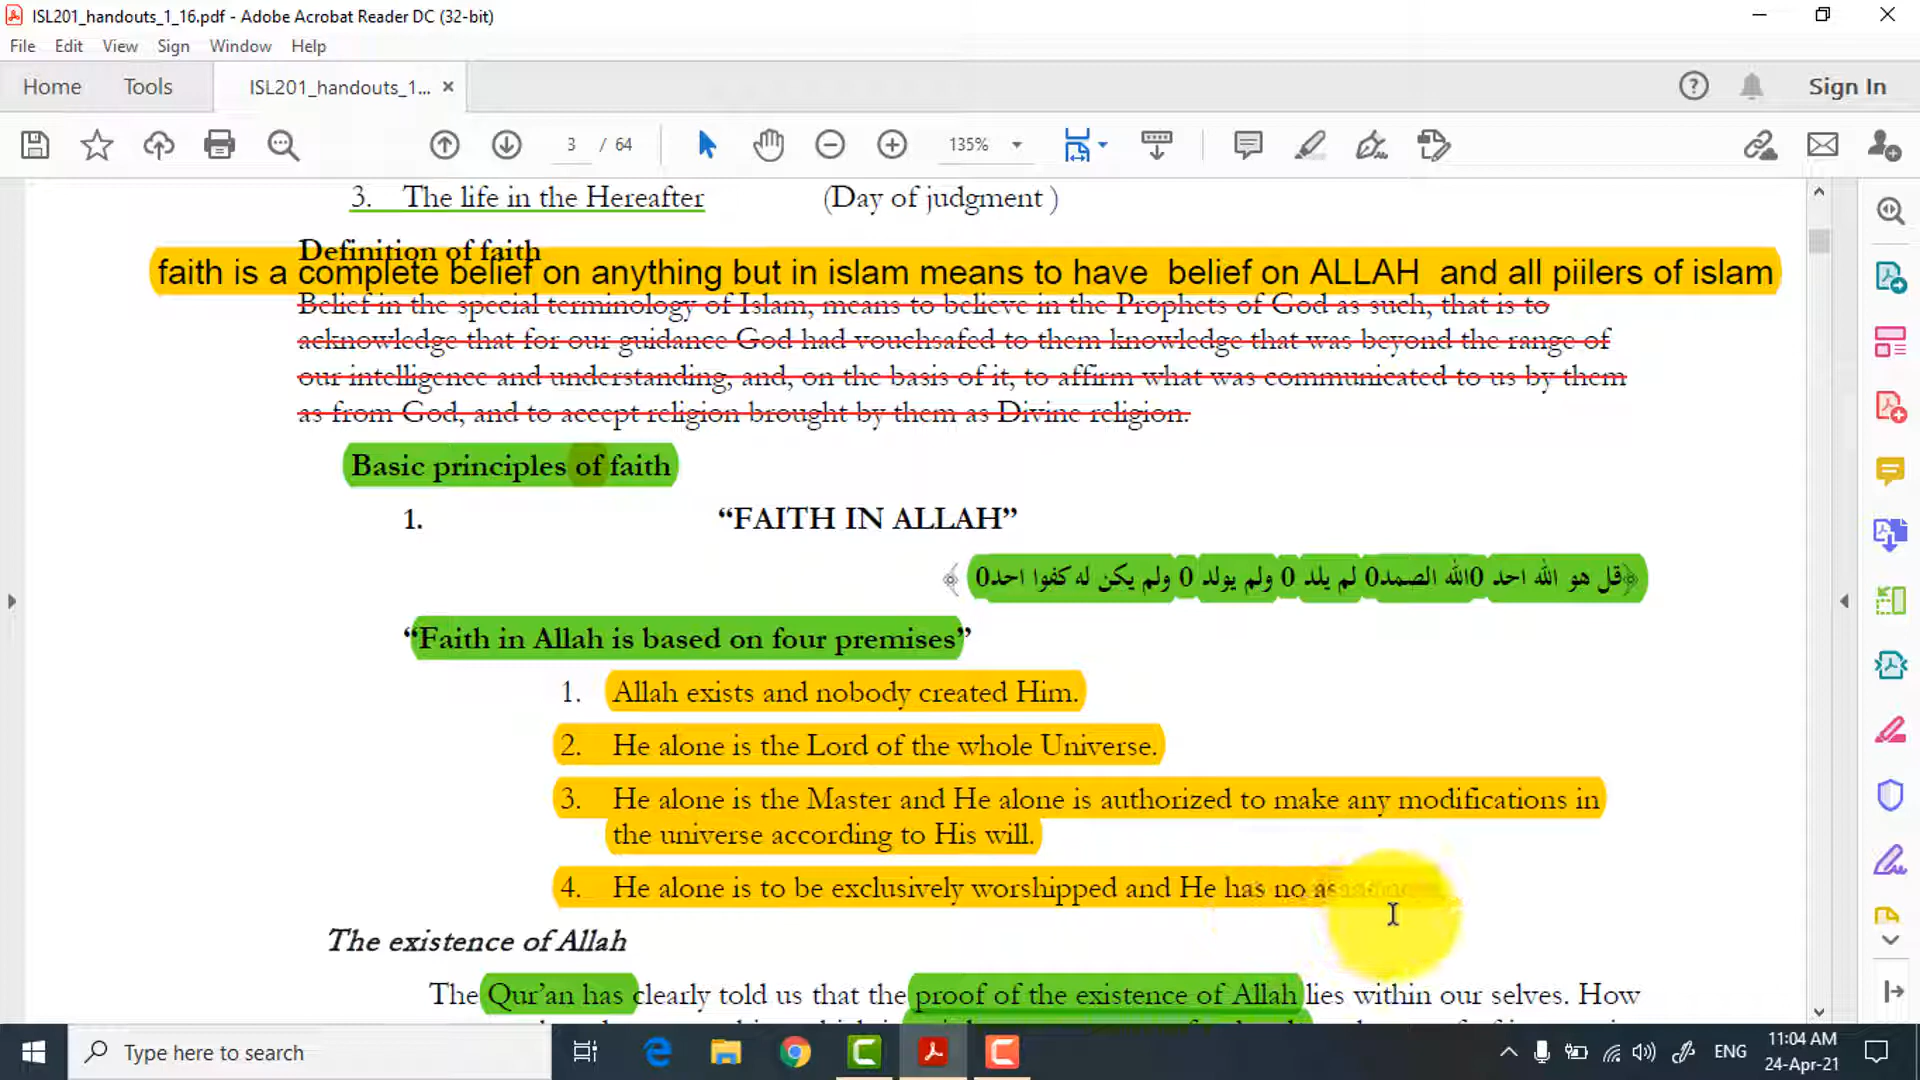 ISL201_handouts_1_16.pdf - Adobe Acrobat Reader DC (32-bit)
File Edit View Sign Window Help
Home Tools ISL201_handouts_1... × Sign In
3 / 64 135%
3. The life in the Hereafter (Day of judgment )
Definition of faith
faith is a complete belief on anything but in islam means to have belief on ALLAH and all piilers of islam
Belief in the special terminology of Islam, means to believe in the Prophets of God as such, that is to
acknowledge that for our guidance God had vouchsafed to them knowledge that was beyond the range of
our intelligence and understanding, and, on the basis of it, to affirm what was communicated to us by them
as from God, and to accept religion brought by them as Divine religion.
Basic principles of faith
1. “FAITH IN ALLAH”
﴿قل هو الله احد 0الله الصمد0 لم يلد 0 ولم يولد 0 ولم يكن له كفوا احد0 ﴾
“Faith in Allah is based on four premises”
1. Allah exists and nobody created Him.
2. He alone is the Lord of the whole Universe.
3. He alone is the Master and He alone is authorized to make any modifications in
the universe according to His will.
4. He alone is to be exclusively worshipped and He has no
The existence of Allah
The Qur’an has clearly told us that the proof of the existence of Allah lies within our selves. How
Type here to search
ENG
11:04 AM
24-Apr-21